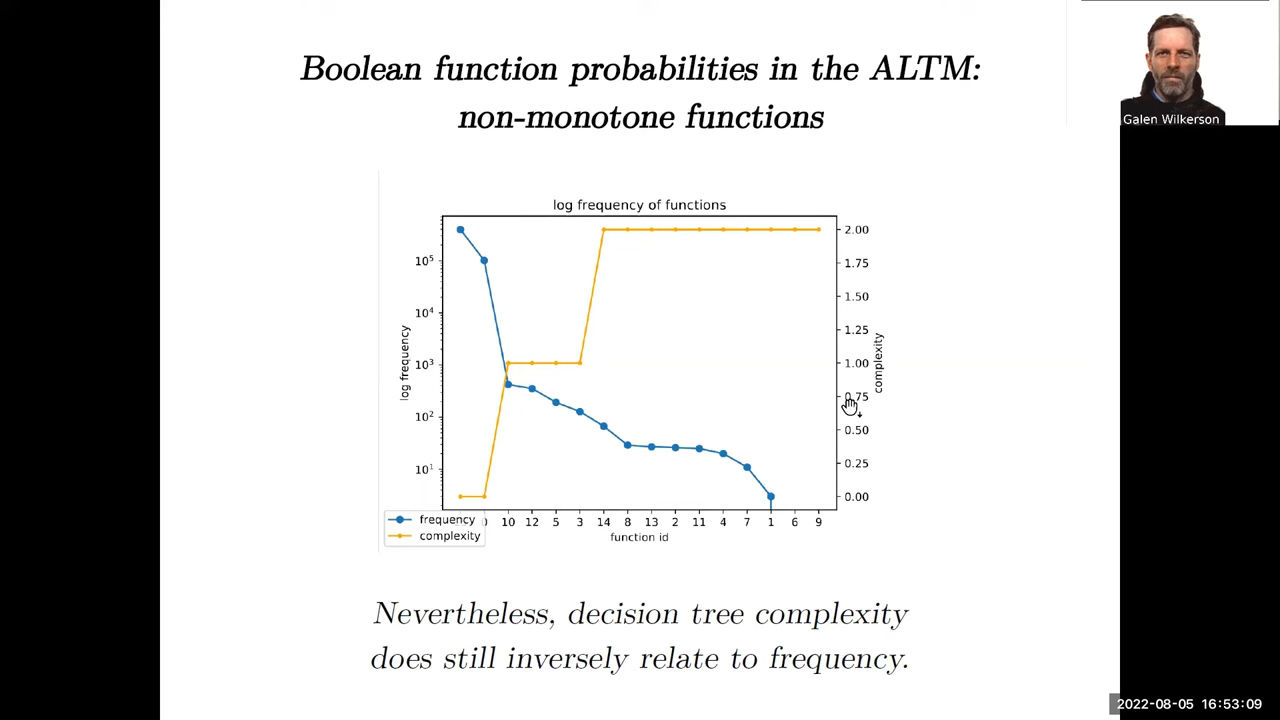 Boolean function probabilities in the ALTM:
non-monotone functions
Galen Wilkerson
log frequency of functions
log frequency
10⁵
10⁴
10³
10²
10¹
2.00
1.75
1.50
1.25
1.00
0.75
0.50
0.25
0.00
complexity
0 10 12 5 3 14 8 13 2 11 4 7 1 6 9
function id
frequency
complexity
Nevertheless, decision tree complexity
does still inversely relate to frequency.
2022-08-05 16:53:09